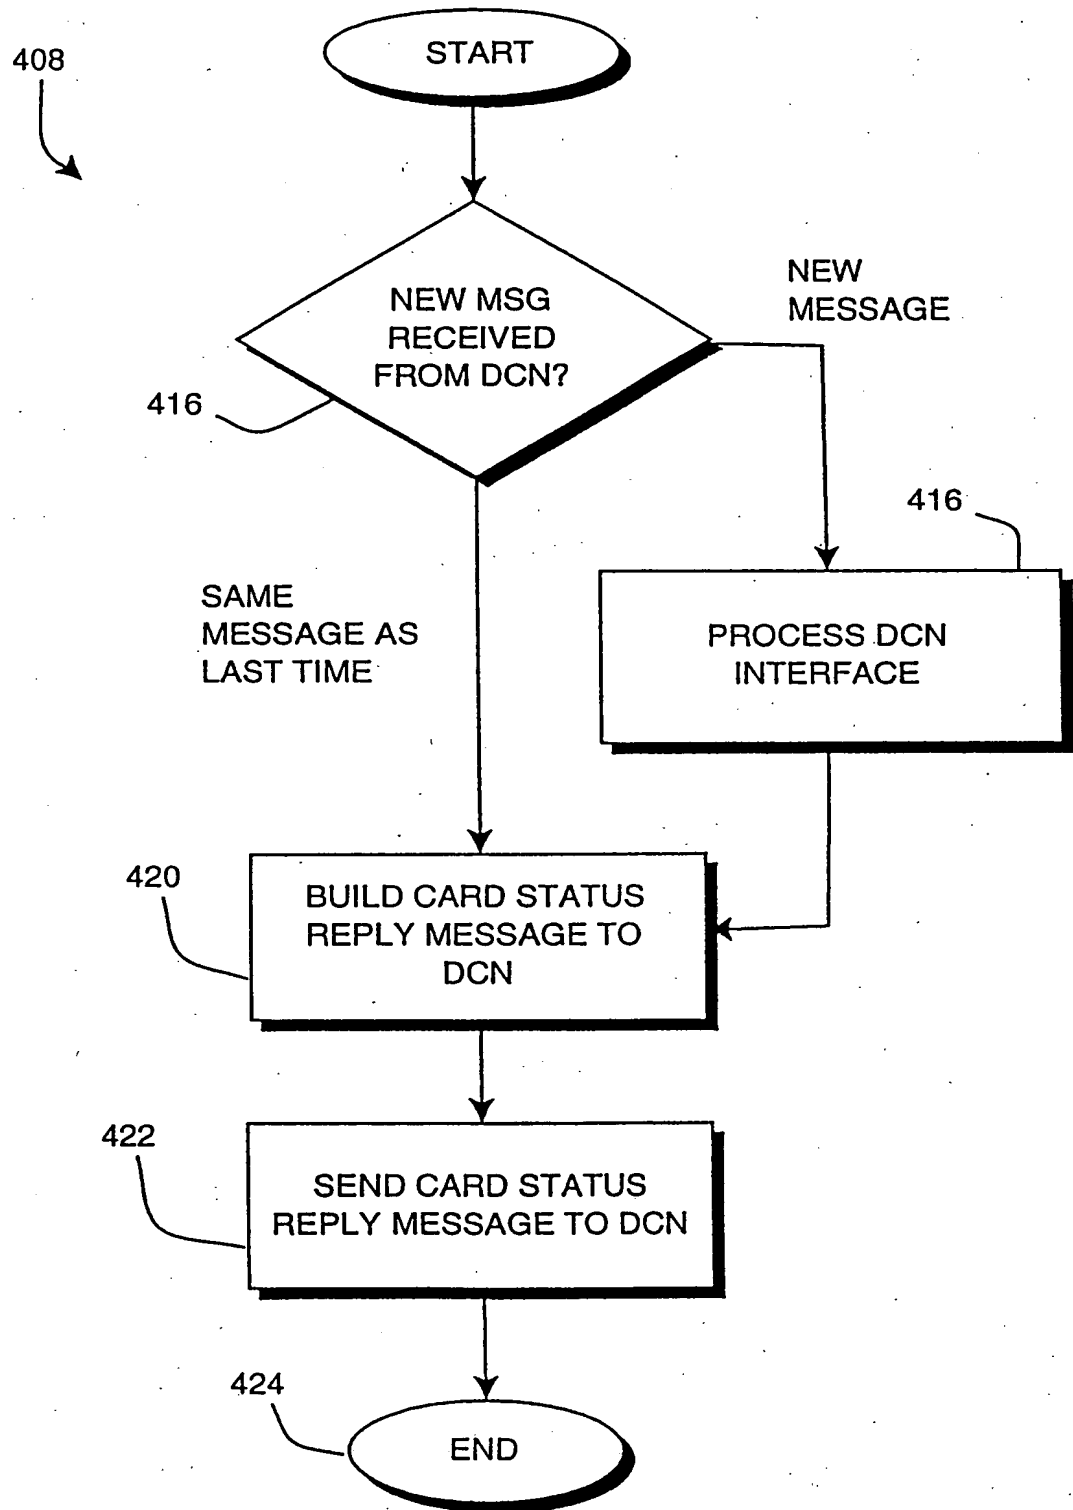 START
408
NEW MSG
RECEIVED
FROM DCN?
NEW
MESSAGE
416
416
SAME
MESSAGE AS
LAST TIME
PROCESS DCN
INTERFACE
420
BUILD CARD STATUS
REPLY MESSAGE TO
DCN
422
SEND CARD STATUS
REPLY MESSAGE TO DCN
424
END